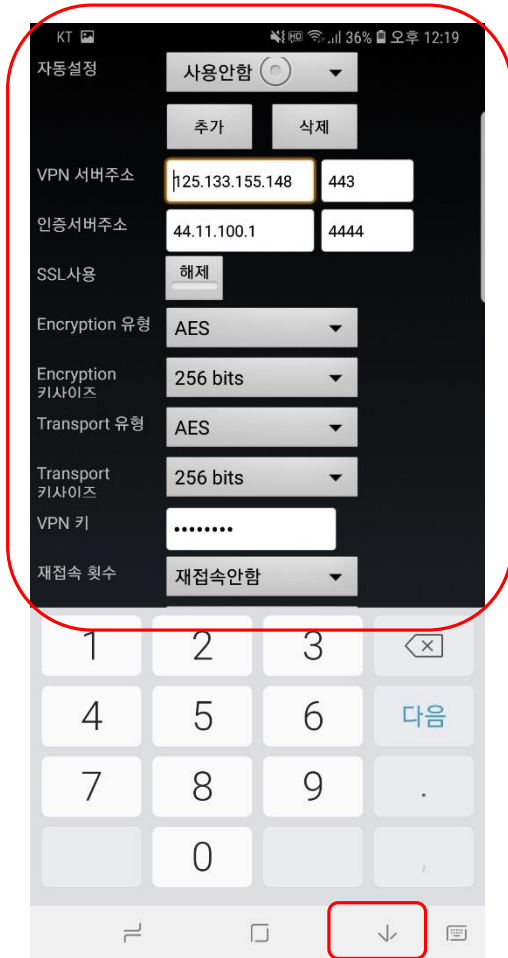 KT 36% 오후 12:19
자동설정 사용안함
추가 삭제
VPN 서버주소 125.133.155.148 443
인증서버주소 44.11.100.1 4444
SSL사용 해제
Encryption 유형 AES
Encryption
키사이즈 256 bits
Transport 유형 AES
Transport
키사이즈 256 bits
VPN 키 ••••••••
재접속 횟수 재접속안함
1 2 3
4 5 6 다음
7 8 9 .
0 ,